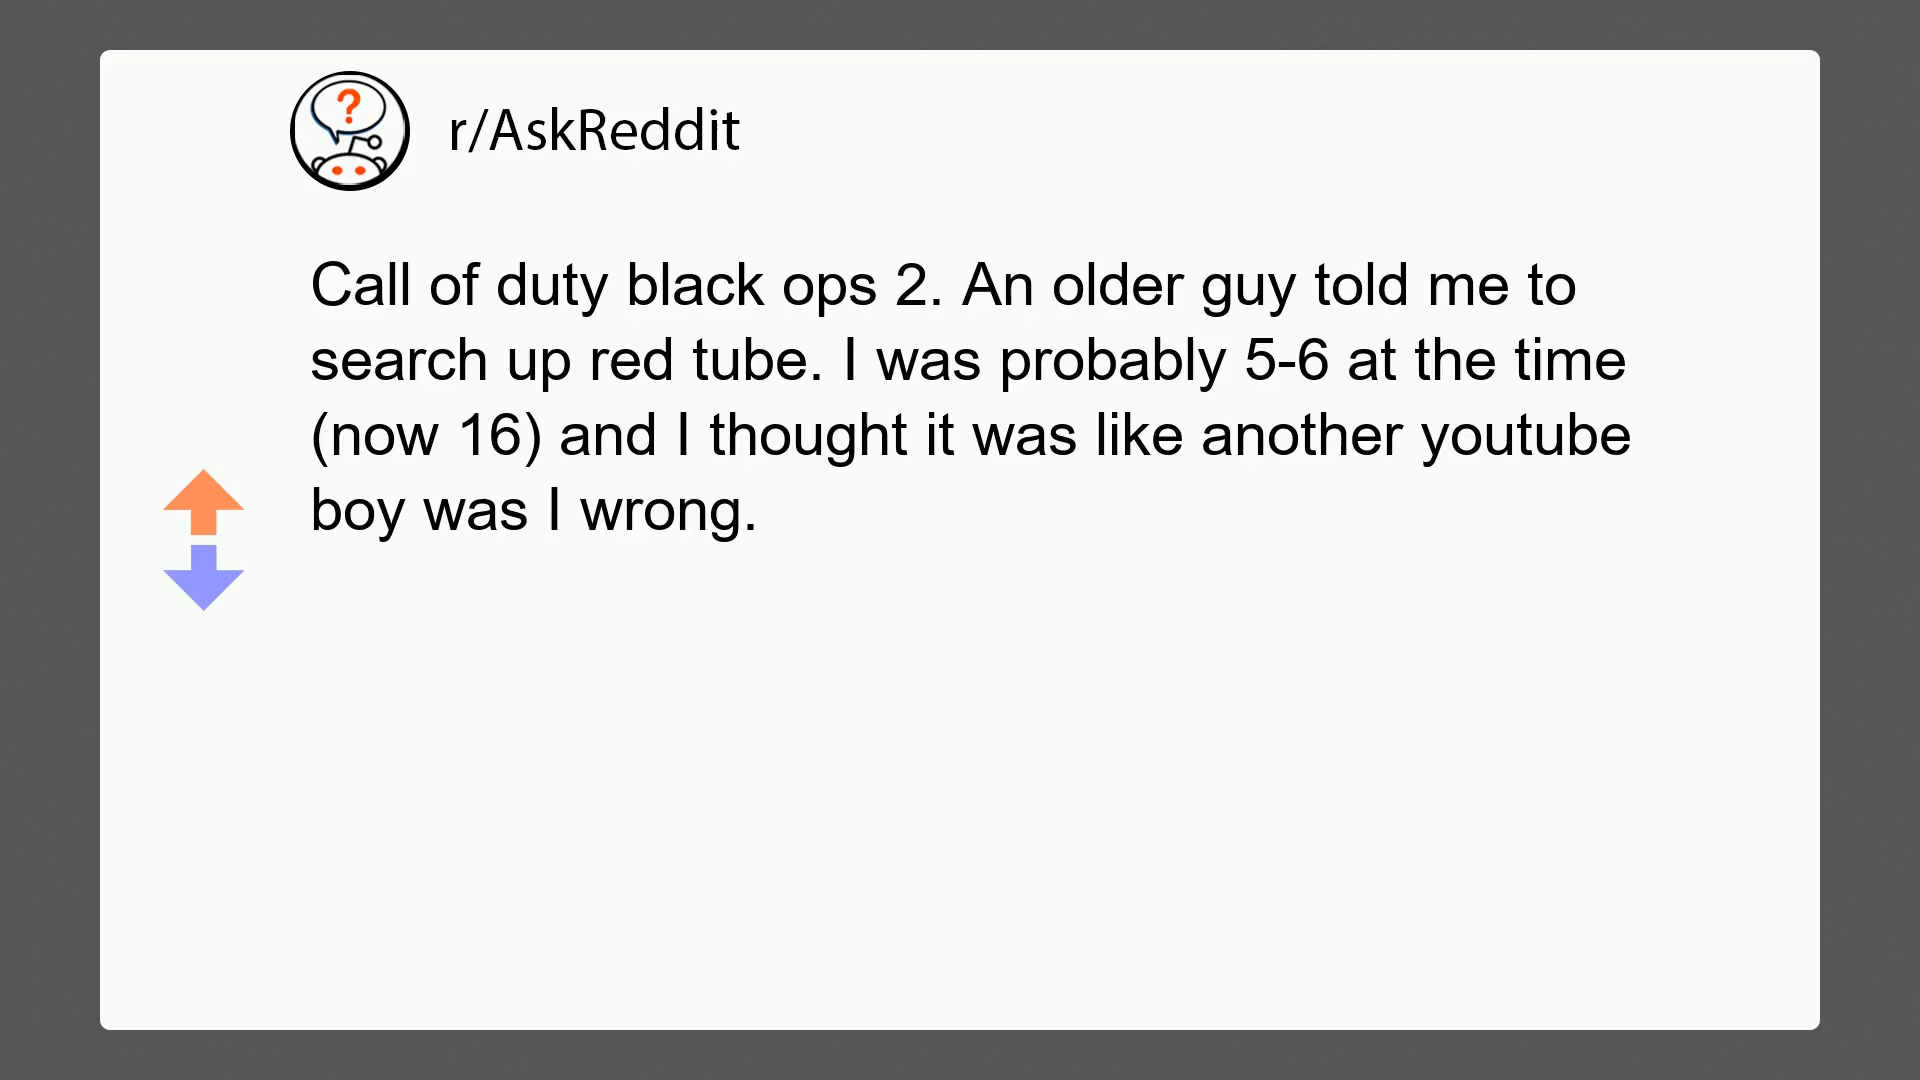 ?
r/AskReddit
Call of duty black ops 2. An older guy told me to
search up red tube. I was probably 5-6 at the time
(now 16) and I thought it was like another youtube
boy was I wrong.